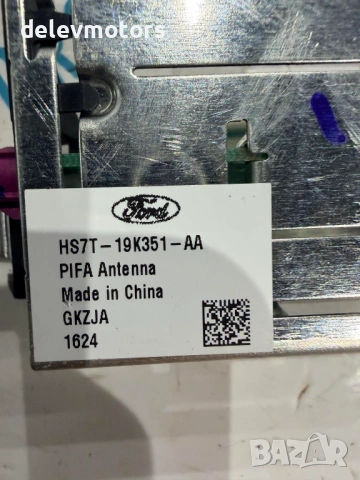 delevmotors
Ford
HS7T-19K351-AA
PIFA Antenna
Made in China
GKZJA
1624
BAZAR